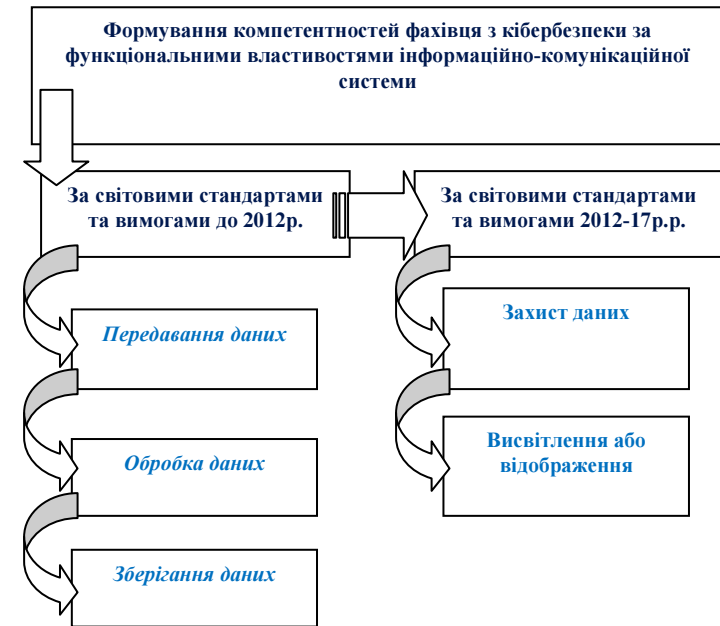 Формування компетентностей фахівця з кібербезпеки за
функціональними властивостями інформаційно-комунікаційної
системи
За світовими стандартами
та вимогами до 2012р.
За світовими стандартами
та вимогами 2012-17р.р.
Передавання даних
Обробка даних
Зберігання даних
Захист даних
Висвітлення або
відображення